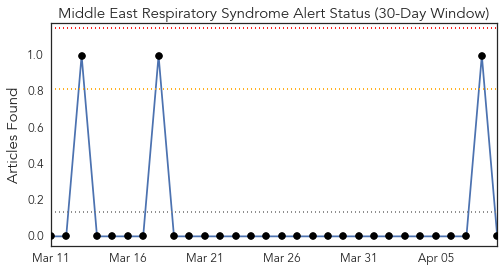 Middle East Respiratory Syndrome Alert Status (30-Day Window)
Articles Found
1.0
0.8
0.6
0.4
0.2
0.0
Mar 11 Mar 16 Mar 21 Mar 26 Mar 31 Apr 05